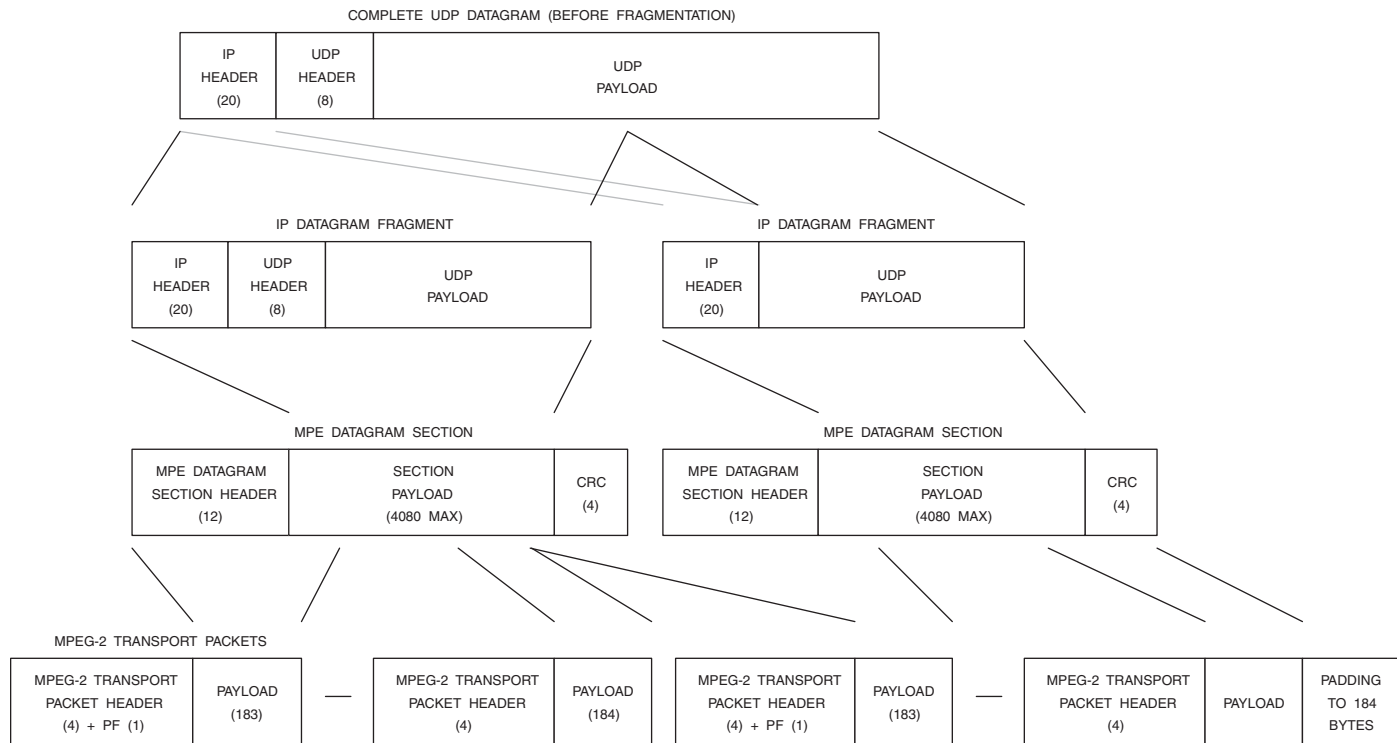 COMPLETE UDP DATAGRAM (BEFORE FRAGMENTATION)
IP
HEADER
(20)
UDP
HEADER
(8)
UDP
PAYLOAD
IP DATAGRAM FRAGMENT
IP
HEADER
(20)
UDP
HEADER
(8)
UDP
PAYLOAD
IP DATAGRAM FRAGMENT
IP
HEADER
(20)
UDP
PAYLOAD
MPE DATAGRAM SECTION
MPE DATAGRAM
SECTION HEADER
(12)
SECTION
PAYLOAD
(4080 MAX)
CRC
(4)
MPE DATAGRAM SECTION
MPE DATAGRAM
SECTION HEADER
(12)
SECTION
PAYLOAD
(4080 MAX)
CRC
(4)
MPEG-2 TRANSPORT PACKETS
MPEG-2 TRANSPORT
PACKET HEADER
(4) + PF (1)
PAYLOAD
(183)
MPEG-2 TRANSPORT
PACKET HEADER
(4)
PAYLOAD
(184)
MPEG-2 TRANSPORT
PACKET HEADER
(4) + PF (1)
PAYLOAD
(183)
MPEG-2 TRANSPORT
PACKET HEADER
(4)
PAYLOAD
PADDING
TO 184
BYTES